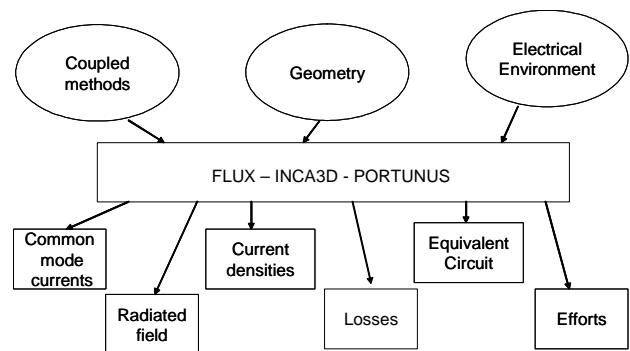 Coupled
methods
Geometry
Electrical
Environment
FLUX – INCA3D - PORTUNUS
Common
mode
currents
Radiated
field
Current
densities
Losses
Equivalent
Circuit
Efforts